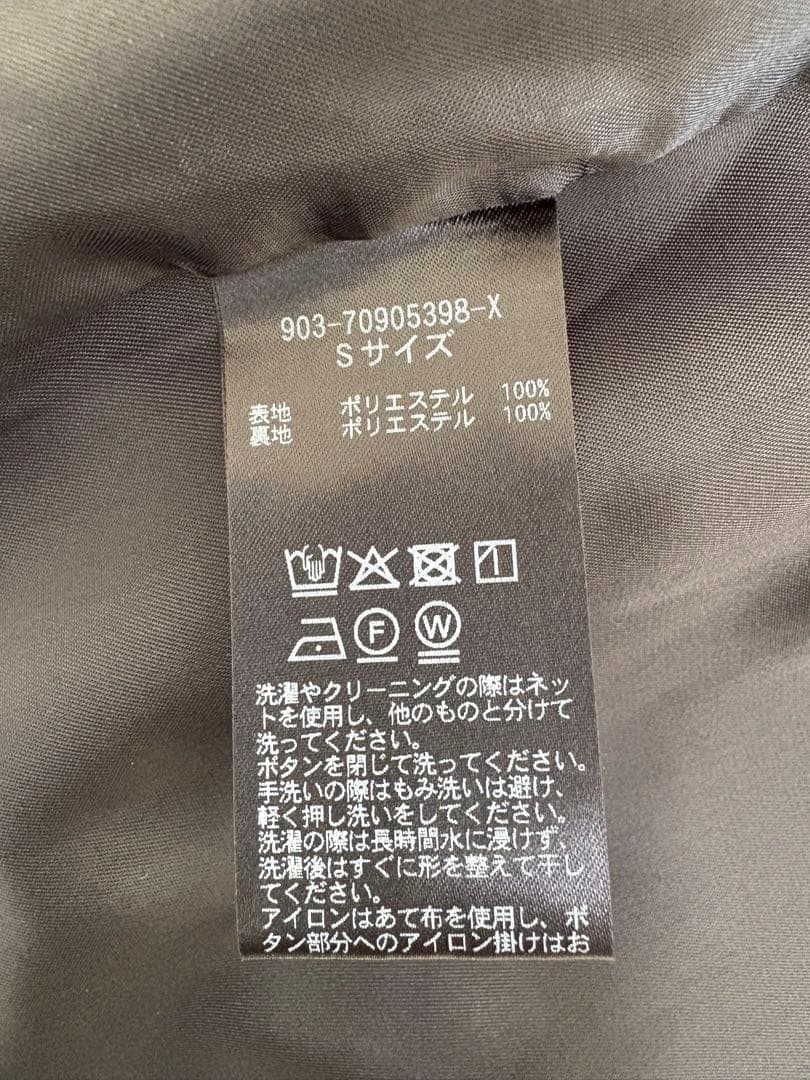 903-70905398-X
Sサイズ
表地 ポリエステル 100%
裏地 ポリエステル 100%
F W
洗濯やクリーニングの際はネッ
トを使用し、他のものと分けて
洗ってください。
ボタンを閉じて洗ってください。
手洗いの際はもみ洗いは避け、
軽く押し洗いをしてください。
洗濯の際は長時間水に浸けず、
洗濯後はすぐに形を整えて干し
てください。
アイロンはあて布を使用し、ボ
タン部分へのアイロン掛けはお